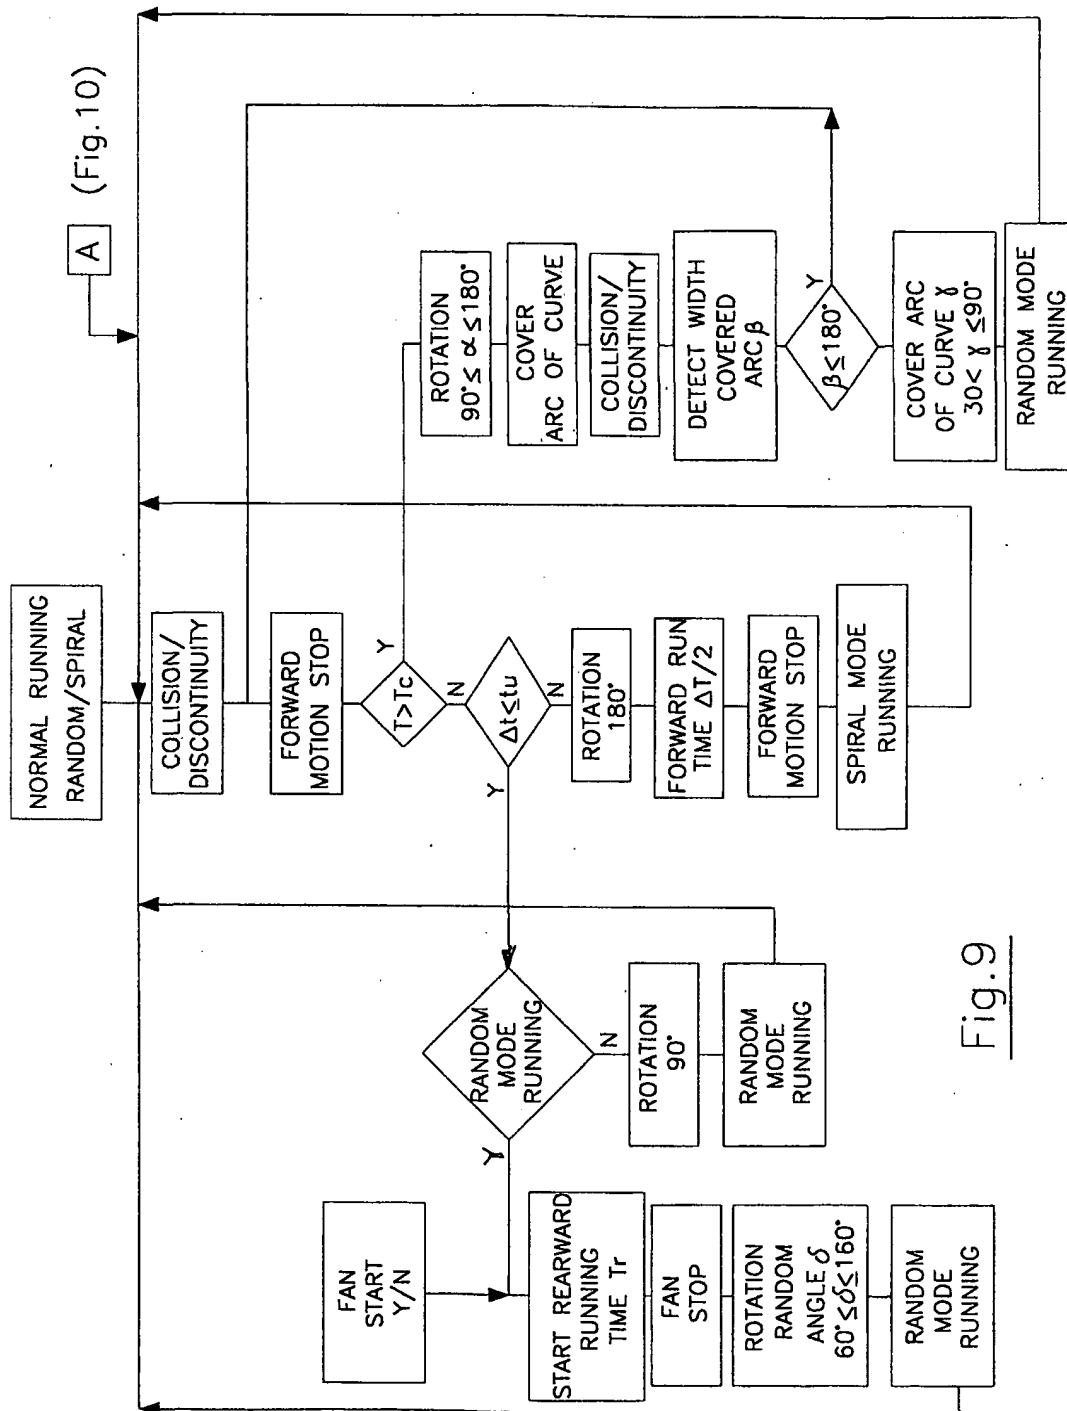 NORMAL RUNNING
RANDOM/SPIRAL
A
(Fig.10)
COLLISION/
DISCONTINUITY
FORWARD
MOTION STOP
T>Tc
Y
N
Δt≤tu
Y
N
ROTATION
180°
FORWARD RUN
TIME ΔT/2
FORWARD
MOTION STOP
SPIRAL MODE
RUNNING
ROTATION
90°≤ α ≤180°
COVER
ARC OF CURVE
COLLISION/
DISCONTINUITY
DETECT WIDTH
COVERED
ARC β
β≤180°
Y
COVER ARC
OF CURVE γ
30< γ ≤90°
RANDOM MODE
RUNNING
RANDOM
MODE
RUNNING
Y
N
ROTATION
90°
RANDOM
MODE
RUNNING
FAN
START
Y/N
START REARWARD
RUNNING
TIME Tr
FAN
STOP
ROTATION
RANDOM
ANGLE δ
60°≤δ≤160°
RANDOM
MODE
RUNNING
Fig.9